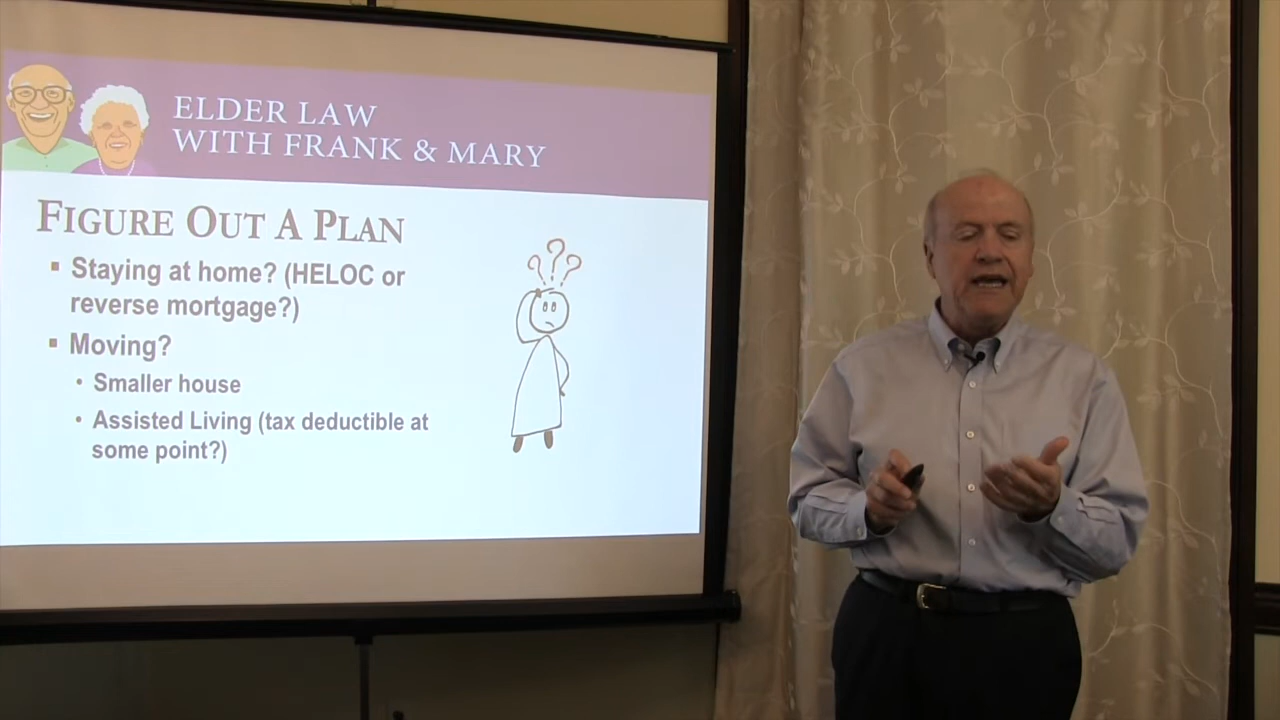 ELDER LAW
WITH FRANK & MARY
FIGURE OUT A PLAN
▪ Staying at home? (HELOC or
reverse mortgage?)
▪ Moving?
• Smaller house
• Assisted Living (tax deductible at
some point?)
? ? ?